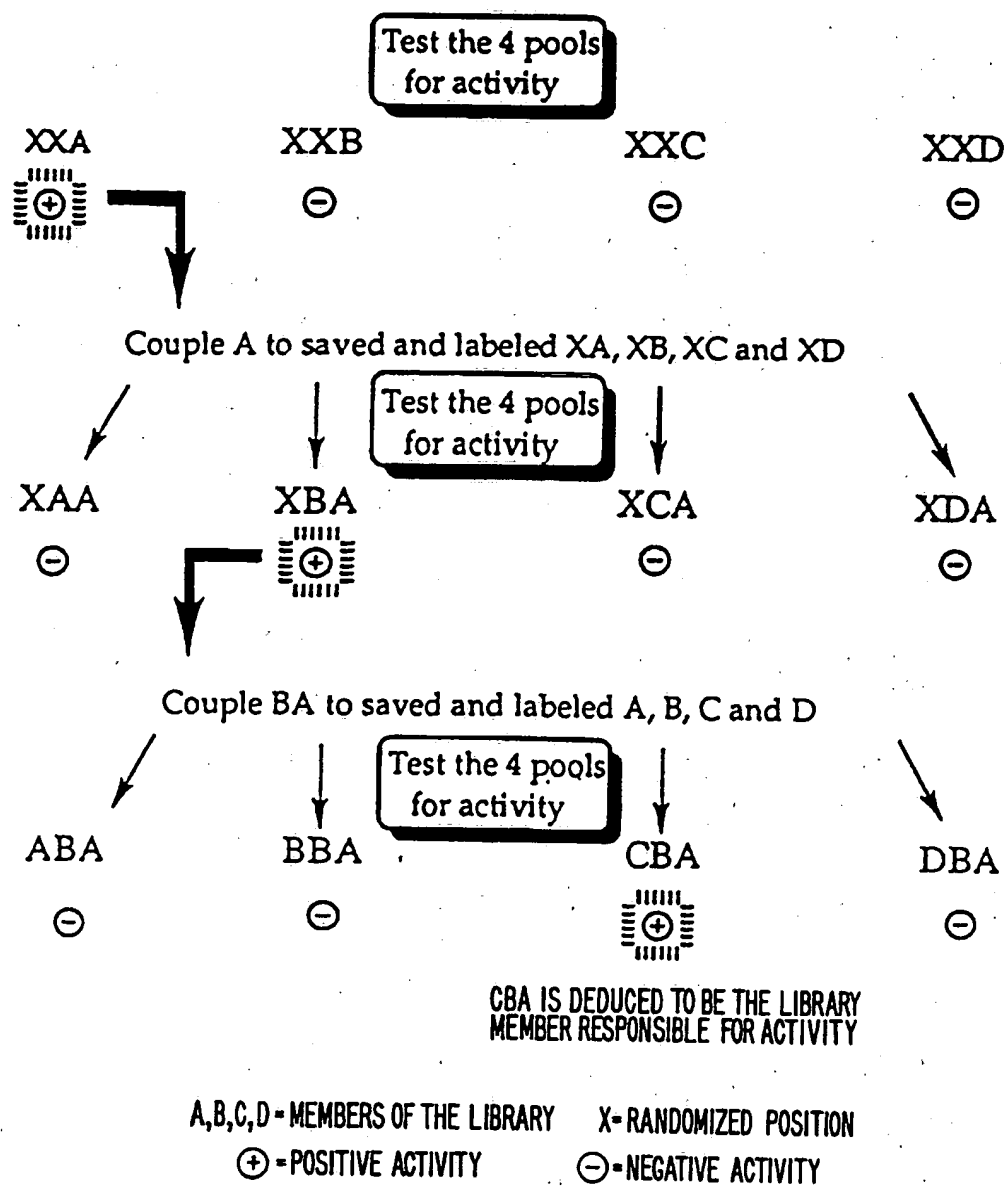 Test the 4 pools
for activity
XXA XXB XXC XXD
+ - - -
Couple A to saved and labeled XA, XB, XC and XD
Test the 4 pools
for activity
XAA XBA XCA XDA
- + - -
Couple BA to saved and labeled A, B, C and D
Test the 4 pools
for activity
ABA BBA CBA DBA
- - + -
CBA IS DEDUCED TO BE THE LIBRARY
MEMBER RESPONSIBLE FOR ACTIVITY
A,B,C,D=MEMBERS OF THE LIBRARY X=RANDOMIZED POSITION
+=POSITIVE ACTIVITY -=NEGATIVE ACTIVITY